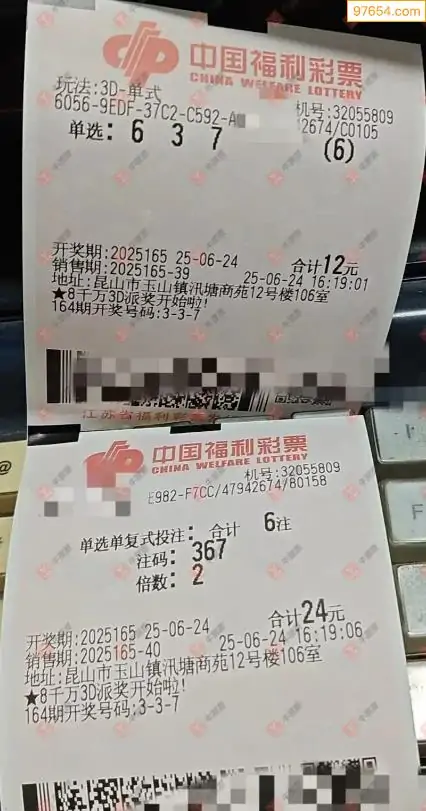 97654.com
中国福利彩票
CHINA WELFARE LOTTERY
玩法:3D-单式
机号:32055809
6056-9EDF-37C2-C592-A
2674/C0105
单选: 6 3 7
(6)
开奖期:2025165 25-06-24
合计12元
销售期:2025165-39
25-06-24 16:19:01
地址:昆山市玉山镇汛塘商苑12号楼106室
★8千万3D派奖开始啦!
164期开奖号码:3-3-7
江苏省福利彩票
中国福利彩票
CHINA WELFARE LOTTERY
机号:32055809
E982-F7CC/47942674/80158
单选单复式投注: 合计 6注
注码: 367
倍数: 2
合计24元
开奖期:2025165 25-06-24
销售期:2025165-40
25-06-24 16:19:06
地址:昆山市玉山镇汛塘商苑12号楼106室
★8千万3D派奖开始啦!
164期开奖号码:3-3-7